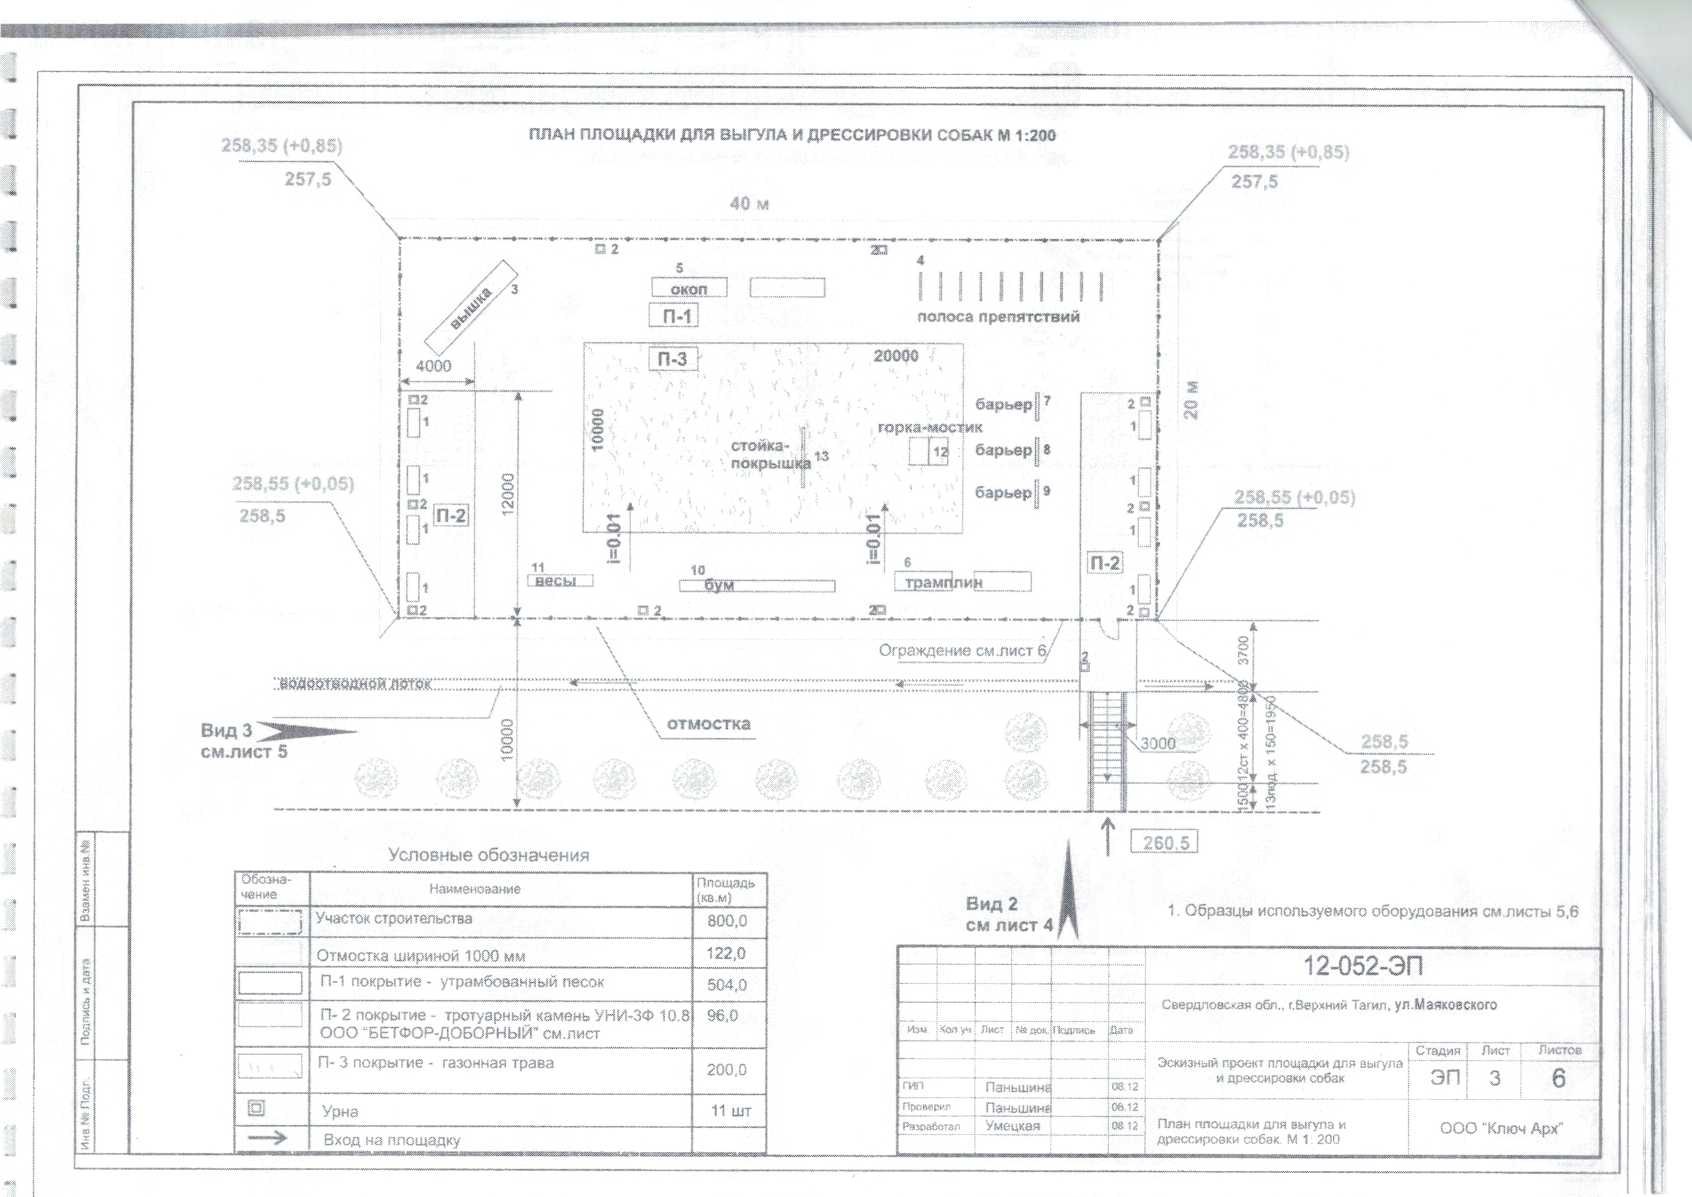 ПЛАН ПЛОЩАДКИ ДЛЯ ВЫГУЛА И ДРЕССИРОВКИ СОБАК М 1:200
258,35 (+0,85)
257,5
258,35 (+0,85)
257,5
40 м
20 м
2
2
вышка
3
5
окоп
П-1
4
полоса препятствий
4000
П-3
20000
10000
12000
стойка-
покрышка
13
горка-мостик
12
барьер
7
барьер
8
барьер
9
2
1
1
2
1
1
2
П-2
2
1
1
2
1
1
2
П-2
258,55 (+0,05)
258,5
258,55 (+0,05)
258,5
i=0.01
i=0.01
11
весы
10
бум
6
трамплин
2
2
Ограждение см.лист 6
2
3700
водоотводной лоток
отмостка
10000
Вид 3
см.лист 5
3000
1500
12ст x 400=4800
13под. x 150=1950
258,5
258,5
260.5
Вид 2
см лист 4
1. Образцы используемого оборудования см.листы 5,6
Условные обозначения
Обозна-
чение
Наименование
Площадь
(кв.м)
Участок строительства
800,0
Отмостка шириной 1000 мм
122,0
П-1 покрытие - утрамбованный песок
504,0
П- 2 покрытие - тротуарный камень УНИ-3Ф 10.8
ООО "БЕТФОР-ДОБОРНЫЙ" см.лист
96,0
П- 3 покрытие - газонная трава
200,0
Урна
11 шт
Вход на площадку
12-052-ЭП
Свердловская обл., г.Верхний Тагил, ул.Маяковского
Изм
Кол уч
Лист
№ док.
Подпись
Дата
Эскизный проект площадки для выгула
и дрессировки собак
Стадия
Лист
Листов
ЭП
3
6
ГИП
Паньшина
08.12
Проверил
Паньшина
08.12
Разработал
Умецкая
08.12
План площадки для выгула и
дрессировки собак. М 1: 200
ООО "Ключ Арх"
Взамен инв.№
Подпись и дата
Инв.№ Подг.